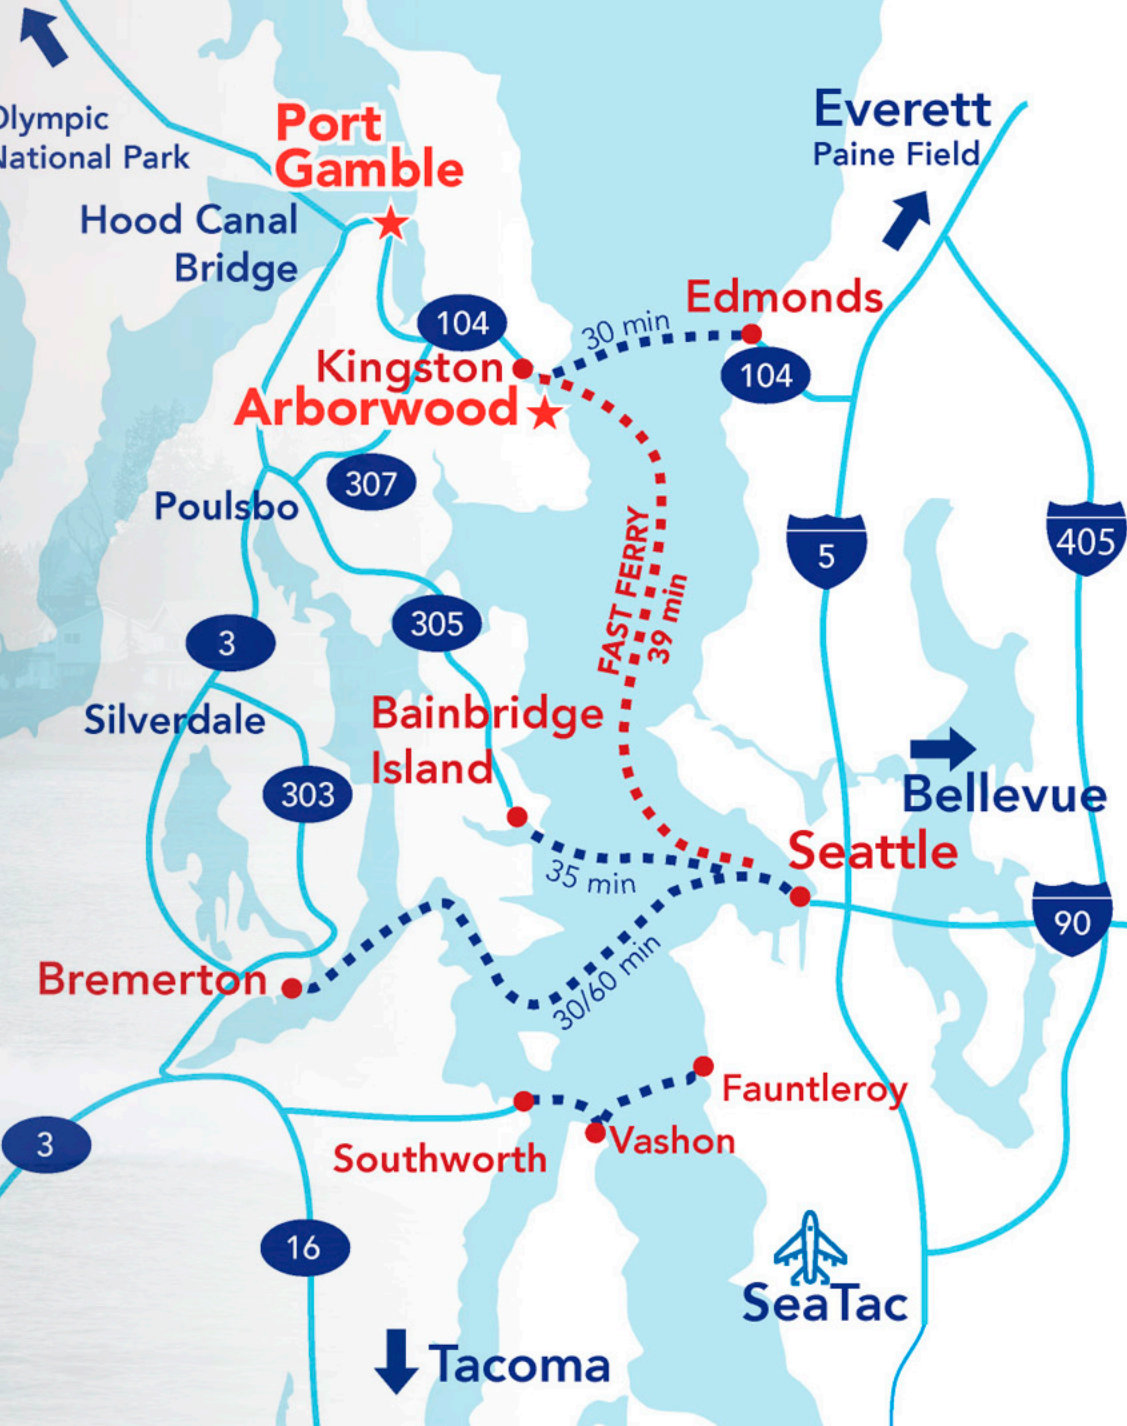 Olympic
National Park
Port
Gamble
Everett
Paine Field
Hood Canal
Bridge
Edmonds
30 min
104
104
Kingston
Arborwood
307
Poulsbo
FAST FERRY
39 min
5
405
305
3
Silverdale
Bainbridge
Island
303
Bellevue
Seattle
35 min
90
30/60 min
Bremerton
Fauntleroy
Vashon
Southworth
3
16
SeaTac
Tacoma